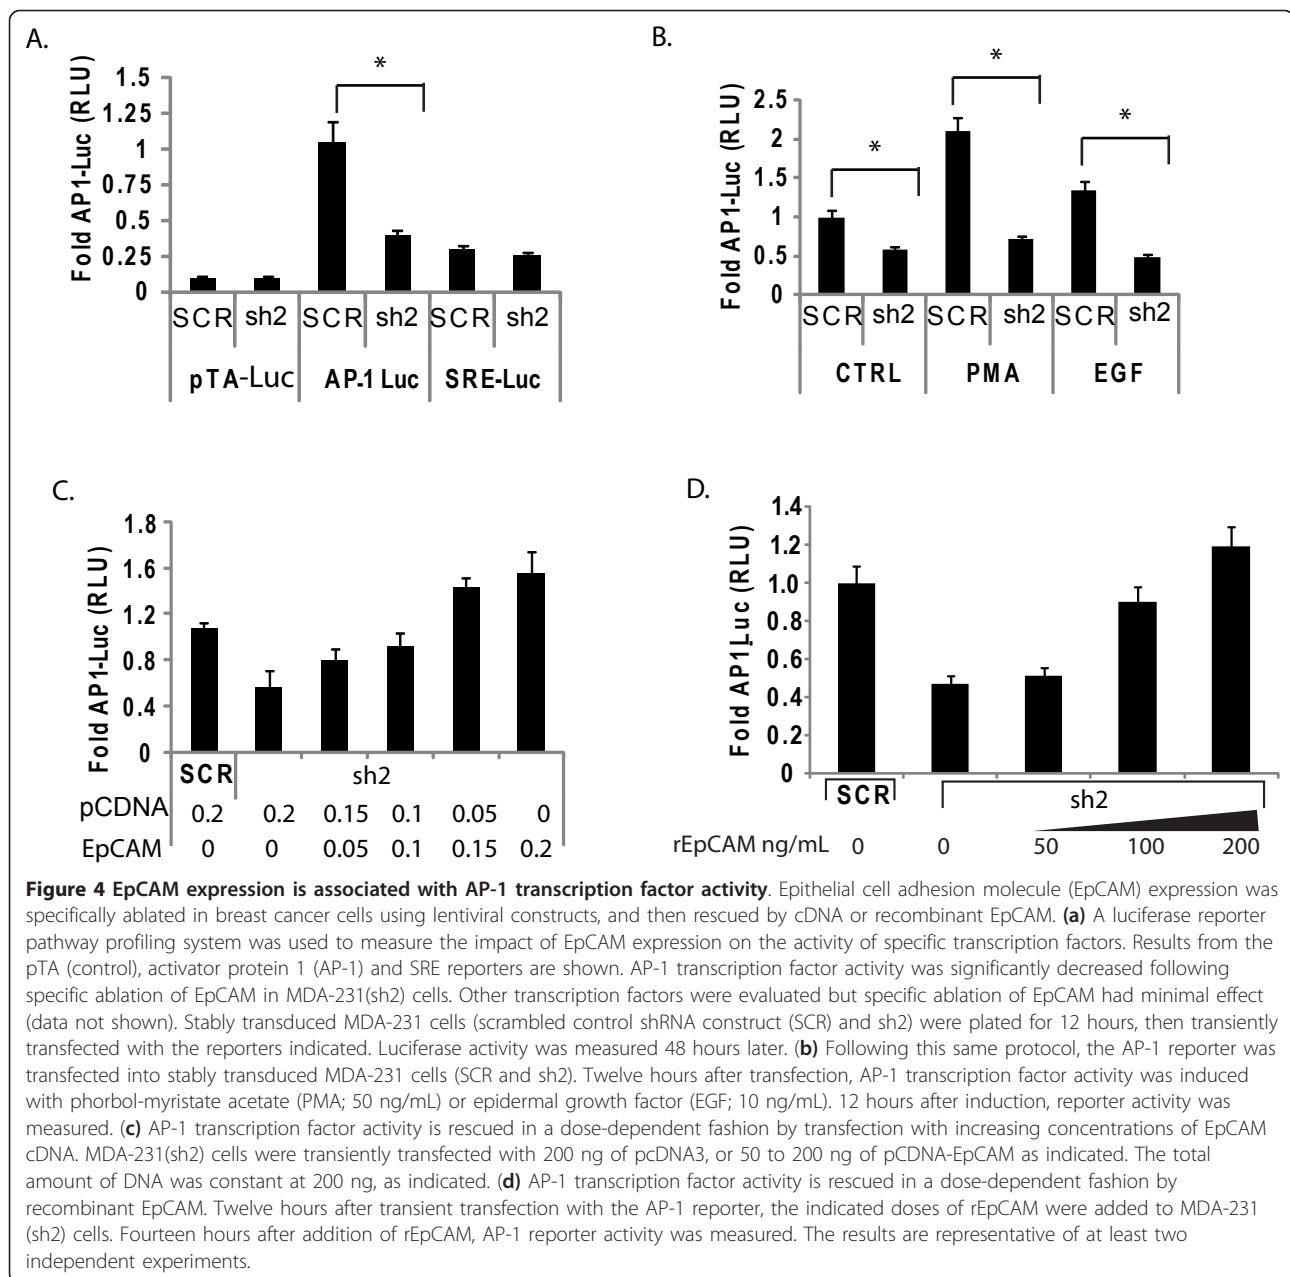 A.
Fold AP1-Luc (RLU)
1.5
1.25
1
0.75
0.5
0.25
0
*
SCR sh2 SCR sh2 SCR sh2
pTA-Luc AP-1 Luc SRE-Luc
B.
Fold AP1-Luc (RLU)
2.5
2
1.5
1
0.5
0
* * *
SCR sh2 SCR sh2 SCR sh2
CTRL PMA EGF
C.
Fold AP1-Luc (RLU)
1.8
1.6
1.2
0.8
0.4
0
SCR sh2
pCDNA 0.2 0.2 0.15 0.1 0.05 0
EpCAM 0 0 0.05 0.1 0.15 0.2
D.
Fold AP1-Luc (RLU)
1.4
1.2
1.0
0.8
0.6
0.4
0.2
0
SCR sh2
rEpCAM ng/mL 0 0 50 100 200
Figure 4 EpCAM expression is associated with AP-1 transcription factor activity. Epithelial cell adhesion molecule (EpCAM) expression was
specifically ablated in breast cancer cells using lentiviral constructs, and then rescued by cDNA or recombinant EpCAM. (a) A luciferase reporter
pathway profiling system was used to measure the impact of EpCAM expression on the activity of specific transcription factors. Results from the
pTA (control), activator protein 1 (AP-1) and SRE reporters are shown. AP-1 transcription factor activity was significantly decreased following
specific ablation of EpCAM in MDA-231(sh2) cells. Other transcription factors were evaluated but specific ablation of EpCAM had minimal effect
(data not shown). Stably transduced MDA-231 cells (scrambled control shRNA construct (SCR) and sh2) were plated for 12 hours, then transiently
transfected with the reporters indicated. Luciferase activity was measured 48 hours later. (b) Following this same protocol, the AP-1 reporter was
transfected into stably transduced MDA-231 cells (SCR and sh2). Twelve hours after transfection, AP-1 transcription factor activity was induced
with phorbol-myristate acetate (PMA; 50 ng/mL) or epidermal growth factor (EGF; 10 ng/mL). 12 hours after induction, reporter activity was
measured. (c) AP-1 transcription factor activity is rescued in a dose-dependent fashion by transfection with increasing concentrations of EpCAM
cDNA. MDA-231(sh2) cells were transiently transfected with 200 ng of pcDNA3, or 50 to 200 ng of pCDNA-EpCAM as indicated. The total
amount of DNA was constant at 200 ng, as indicated. (d) AP-1 transcription factor activity is rescued in a dose-dependent fashion by
recombinant EpCAM. Twelve hours after transient transfection with the AP-1 reporter, the indicated doses of rEpCAM were added to MDA-231
(sh2) cells. Fourteen hours after addition of rEpCAM, AP-1 reporter activity was measured. The results are representative of at least two
independent experiments.